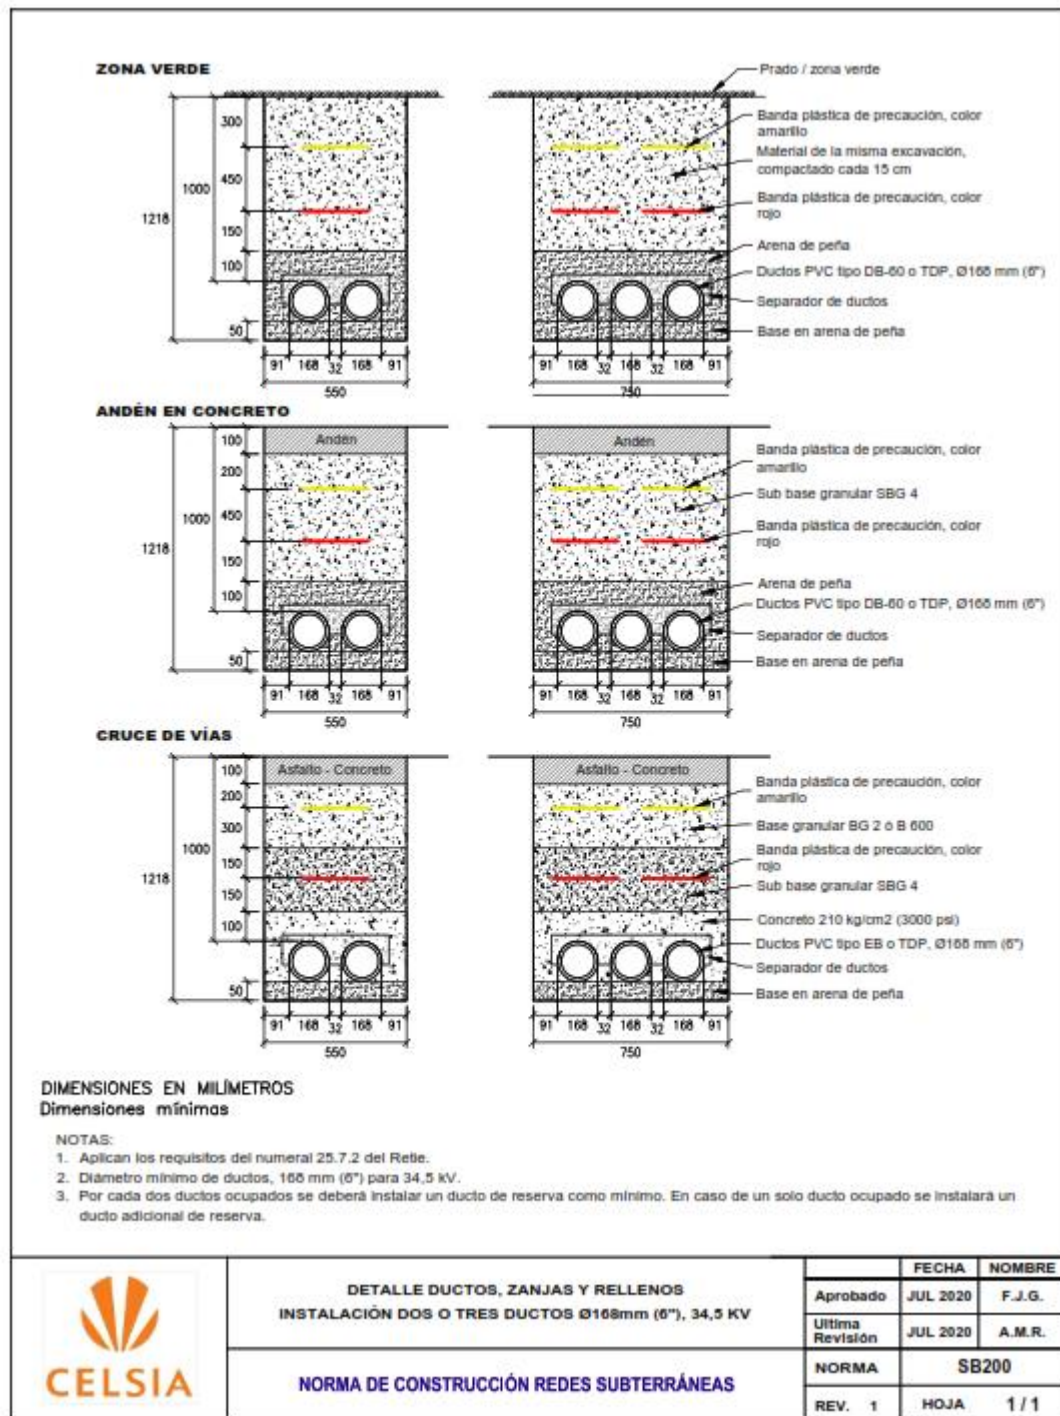 ZONA VERDE
Prado / zona verde
300
450
150
100
50
1000
1218
91 168 32 168 91
550
Banda plástica de precaución, color
amarillo
Material de la misma excavación,
compactado cada 15 cm
Banda plástica de precaución, color
rojo
Arena de peña
Ductos PVC tipo DB-60 o TDP, Ø168 mm (6")
Separador de ductos
Base en arena de peña
91 168 32 168 32 168 91
750
ANDÉN EN CONCRETO
Andén
100
200
450
150
100
50
1000
1218
91 168 32 168 91
550
Andén
Banda plástica de precaución, color
amarillo
Sub base granular SBG 4
Banda plástica de precaución, color
rojo
Arena de peña
Ductos PVC tipo DB-60 o TDP, Ø168 mm (6")
Separador de ductos
Base en arena de peña
91 168 32 168 32 168 91
750
CRUCE DE VÍAS
Asfalto - Concreto
100
200
300
150
150
100
50
1000
1218
91 168 32 168 91
550
Asfalto - Concreto
Banda plástica de precaución, color
amarillo
Base granular BG 2 ó B 600
Banda plástica de precaución, color
rojo
Sub base granular SBG 4
Concreto 210 kg/cm2 (3000 psi)
Ductos PVC tipo EB o TDP, Ø168 mm (6")
Separador de ductos
Base en arena de peña
91 168 32 168 32 168 91
750
DIMENSIONES EN MILÍMETROS
Dimensiones mínimas
NOTAS:
1. Aplican los requisitos del numeral 25.7.2 del Retie.
2. Diámetro mínimo de ductos, 168 mm (6") para 34,5 kV.
3. Por cada dos ductos ocupados se deberá instalar un ducto de reserva como mínimo. En caso de un solo ducto ocupado se instalará un
ducto adicional de reserva.
CELSIA
DETALLE DUCTOS, ZANJAS Y RELLENOS
INSTALACIÓN DOS O TRES DUCTOS Ø168mm (6"), 34,5 KV
NORMA DE CONSTRUCCIÓN REDES SUBTERRÁNEAS
FECHA NOMBRE
Aprobado JUL 2020 F.J.G.
Ultima
Revisión JUL 2020 A.M.R.
NORMA SB200
REV. 1 HOJA 1 / 1